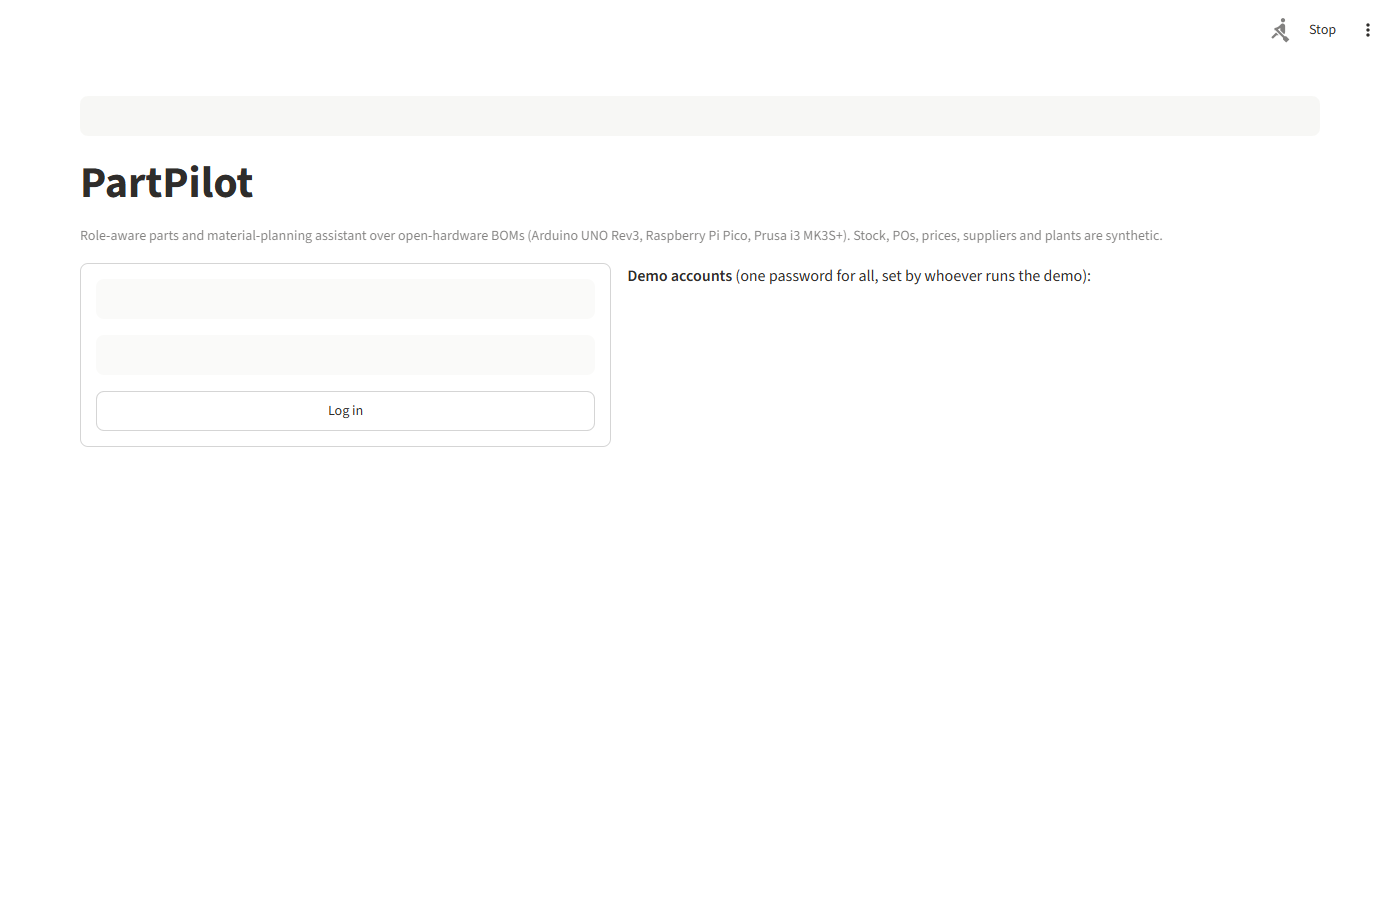 Stop
PartPilot
Role-aware parts and material-planning assistant over open-hardware BOMs (Arduino UNO Rev3, Raspberry Pi Pico, Prusa i3 MK3S+). Stock, POs, prices, suppliers and plants are synthetic.
Demo accounts (one password for all, set by whoever runs the demo):
Log in